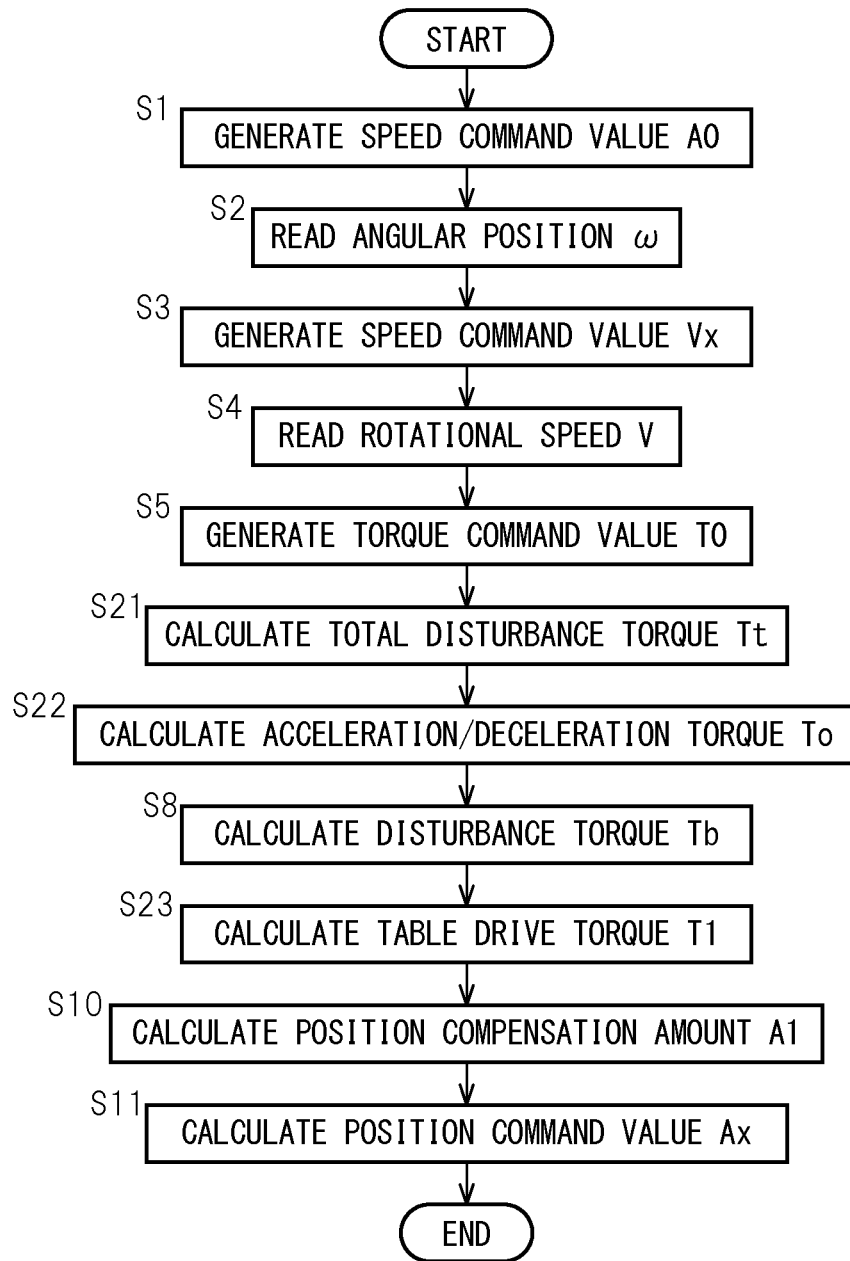 START
S1
GENERATE SPEED COMMAND VALUE A0
S2
READ ANGULAR POSITION ω
S3
GENERATE SPEED COMMAND VALUE Vx
S4
READ ROTATIONAL SPEED V
S5
GENERATE TORQUE COMMAND VALUE T0
S21
CALCULATE TOTAL DISTURBANCE TORQUE Tt
S22
CALCULATE ACCELERATION/DECELERATION TORQUE To
S8
CALCULATE DISTURBANCE TORQUE Tb
S23
CALCULATE TABLE DRIVE TORQUE T1
S10
CALCULATE POSITION COMPENSATION AMOUNT A1
S11
CALCULATE POSITION COMMAND VALUE Ax
END